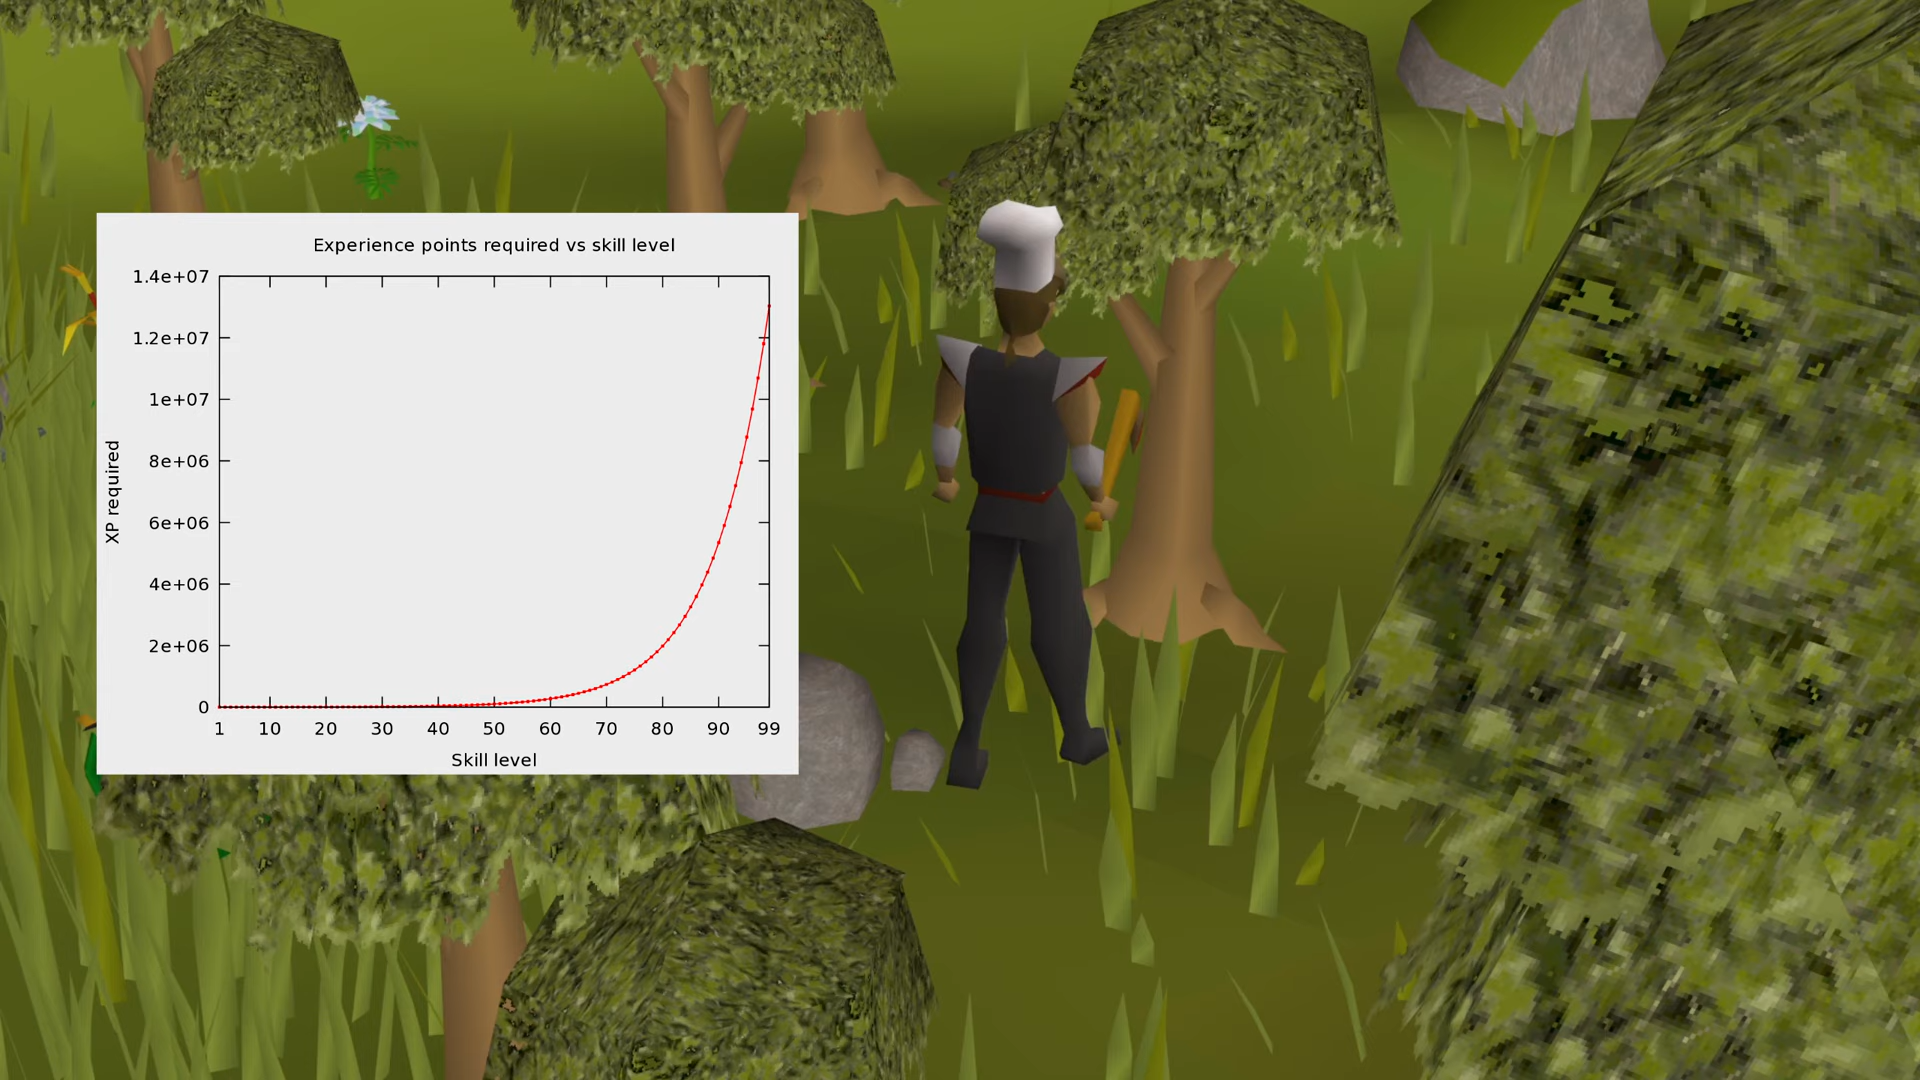 Experience points required vs skill level
1.4e+07
1.2e+07
1e+07
8e+06
6e+06
4e+06
2e+06
0
XP required
1 10 20 30 40 50 60 70 80 90 99
Skill level